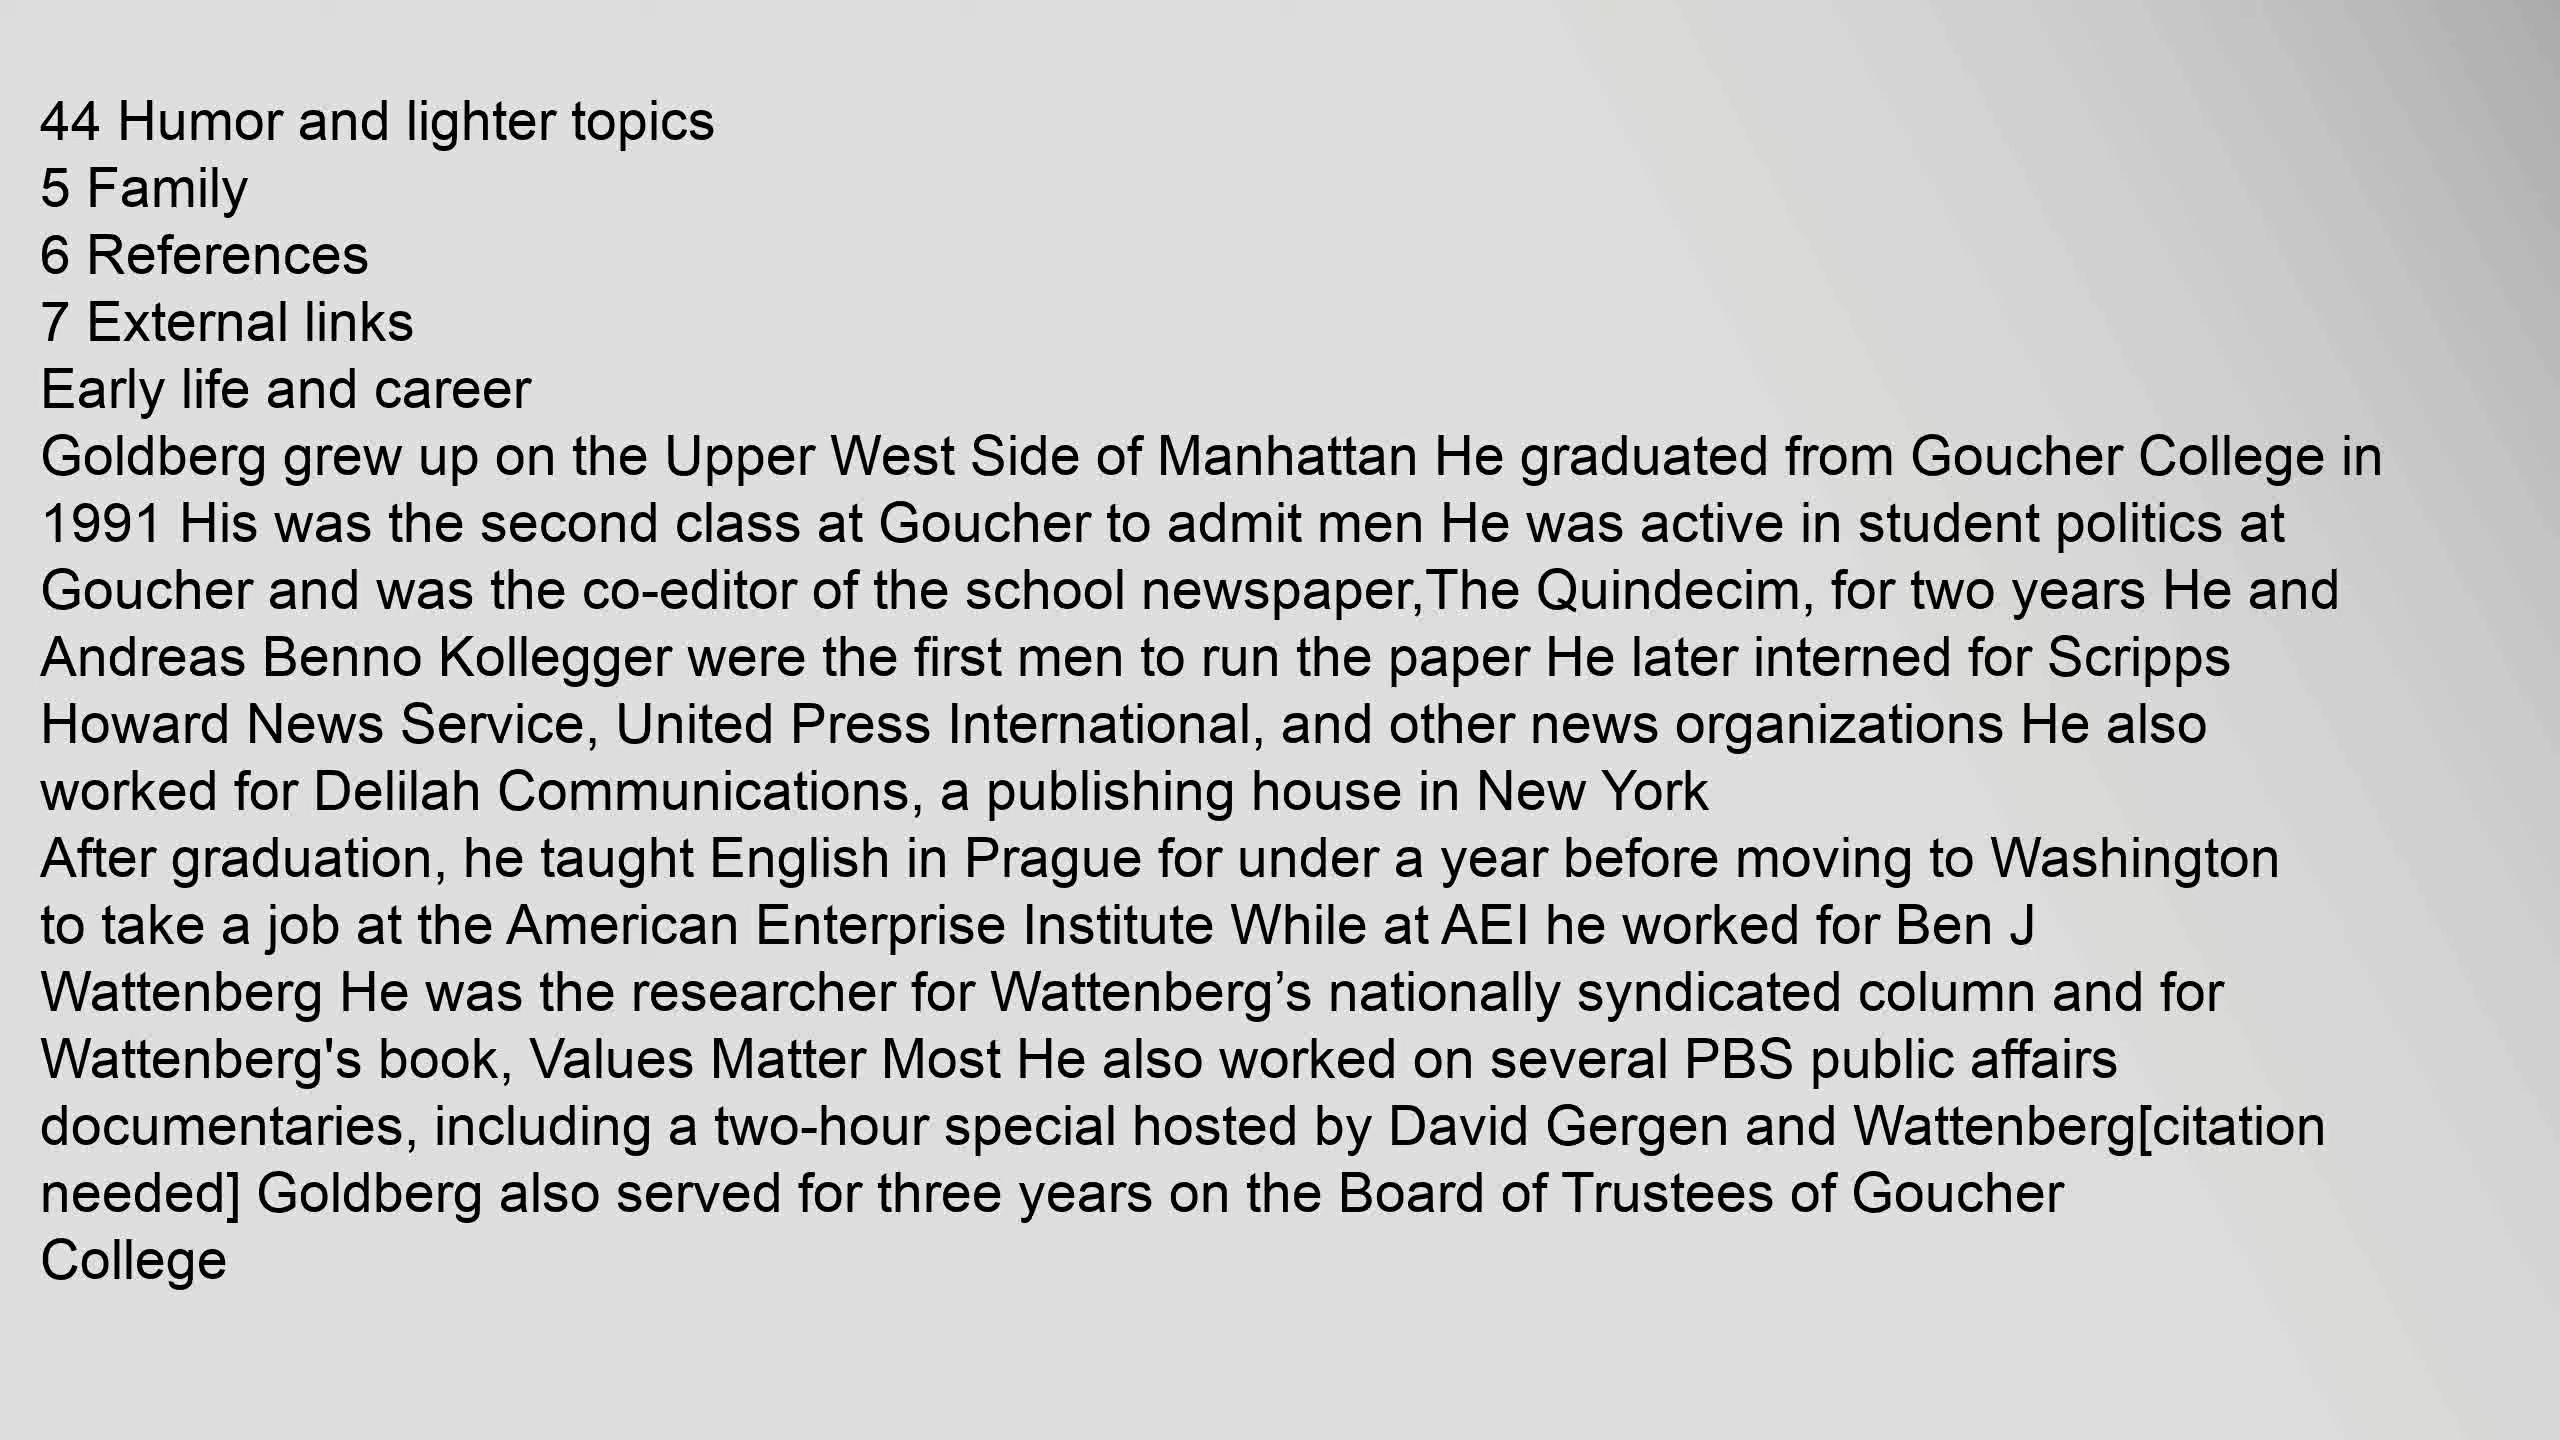 44 Humor and lighter topics
5 Family
6 References
7 External links
Early life and career
Goldberg grew up on the Upper West Side of Manhattan He graduated from Goucher College in
1991 His was the second class at Goucher to admit men He was active in student politics at
Goucher and was the co-editor of the school newspaper,The Quindecim, for two years He and
Andreas Benno Kollegger were the first men to run the paper He later interned for Scripps
Howard News Service, United Press International, and other news organizations He also
worked for Delilah Communications, a publishing house in New York
After graduation, he taught English in Prague for under a year before moving to Washington
to take a job at the American Enterprise Institute While at AEI he worked for Ben J
Wattenberg He was the researcher for Wattenberg’s nationally syndicated column and for
Wattenberg's book, Values Matter Most He also worked on several PBS public affairs
documentaries, including a two-hour special hosted by David Gergen and Wattenberg[citation
needed] Goldberg also served for three years on the Board of Trustees of Goucher
College